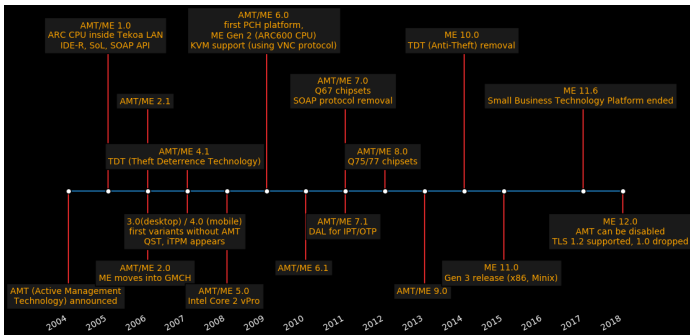 AMT/ME 1.0
ARC CPU inside Tekoa LAN
IDE-R, SoL, SOAP API
AMT/ME 6.0
first PCH platform,
ME Gen 2 (ARC600 CPU)
KVM support (using VNC protocol)
ME 10.0
TDT (Anti-Theft) removal
AMT/ME 7.0
Q67 chipsets
SOAP protocol removal
ME 11.6
Small Business Technology Platform ended
AMT/ME 2.1
AMT/ME 4.1
TDT (Theft Deterrence Technology)
AMT/ME 8.0
Q75/77 chipsets
3.0(desktop) / 4.0 (mobile)
first variants without AMT
QST, iTPM appears
AMT/ME 7.1
DAL for IPT/OTP
ME 12.0
AMT can be disabled
TLS 1.2 supported, 1.0 dropped
AMT/ME 2.0
ME moves into GMCH
AMT/ME 6.1
ME 11.0
Gen 3 release (x86, Minix)
AMT (Active Management
Technology) announced
AMT/ME 5.0
Intel Core 2 vPro
AMT/ME 9.0
2004
2005
2006
2007
2008
2009
2010
2011
2012
2013
2014
2015
2016
2017
2018